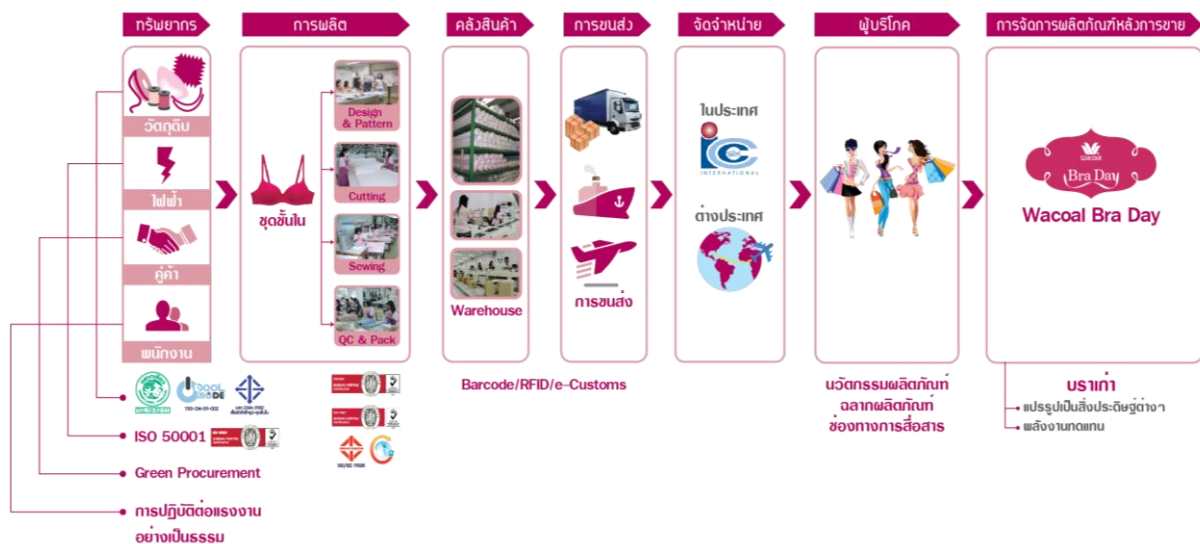 ทรัพยากร
การผลิต
คลังสินค้า
การขนส่ง
จัดจำหน่าย
ผู้บริโภค
การจัดการผลิตภัณฑ์หลังการขาย
วัตถุดิบ
ไฟฟ้า
คู่ค้า
พนักงาน
ชุดชั้นใน
Design
& Pattern
Cutting
Sewing
QC & Pack
Warehouse
การขนส่ง
ในประเทศ
ICC
INTERNATIONAL
ต่างประเทศ
Wacoal
Bra Day
Wacoal Bra Day
Barcode/RFID/e-Customs
นวัตกรรมผลิตภัณฑ์
ฉลากผลิตภัณฑ์
ช่องทางการสื่อสาร
บราเก่า
แปรรูปเป็นสิ่งประดิษฐ์ต่างๆ
พลังงานทดแทน
ISO 50001
Green Procurement
การปฏิบัติต่อแรงงาน
อย่างเป็นธรรม